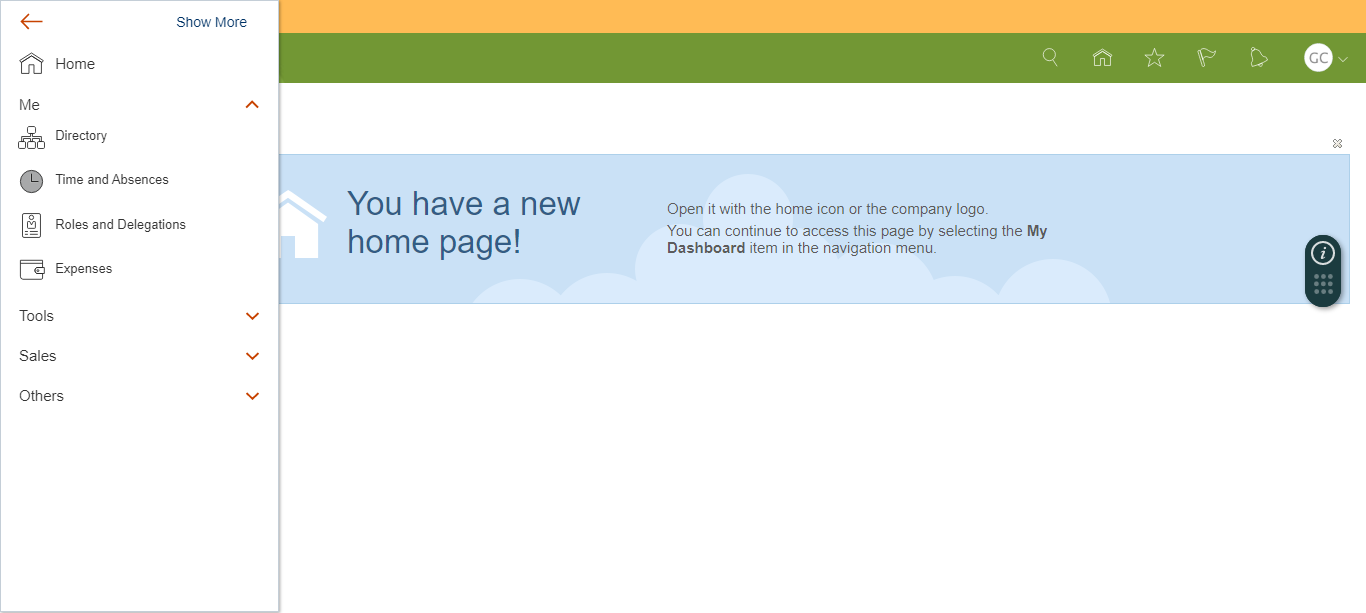 Show More
Home
Me
Directory
Time and Absences
Roles and Delegations
Expenses
Tools
Sales
Others
GC
You have a new
home page!
Open it with the home icon or the company logo.
You can continue to access this page by selecting the My
Dashboard item in the navigation menu.
i